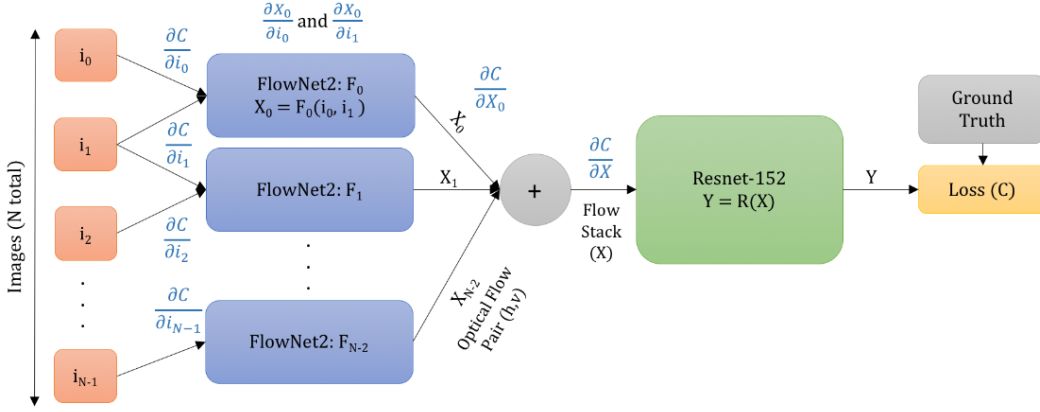 Images (N total)
i₀
i₁
i₂
iN-1
∂C/∂i₀
∂C/∂i₁
∂C/∂i₂
∂C/∂iN−1
∂X₀/∂i₀ and ∂X₀/∂i₁
FlowNet2: F₀
X₀ = F₀(i₀, i₁ )
FlowNet2: F₁
FlowNet2: FN-2
X₀
∂C/∂X₀
X₁
XN-2
Optical Flow
Pair (h,v)
+
∂C/∂X
Flow
Stack
(X)
Resnet-152
Y = R(X)
Y
Ground
Truth
Loss (C)